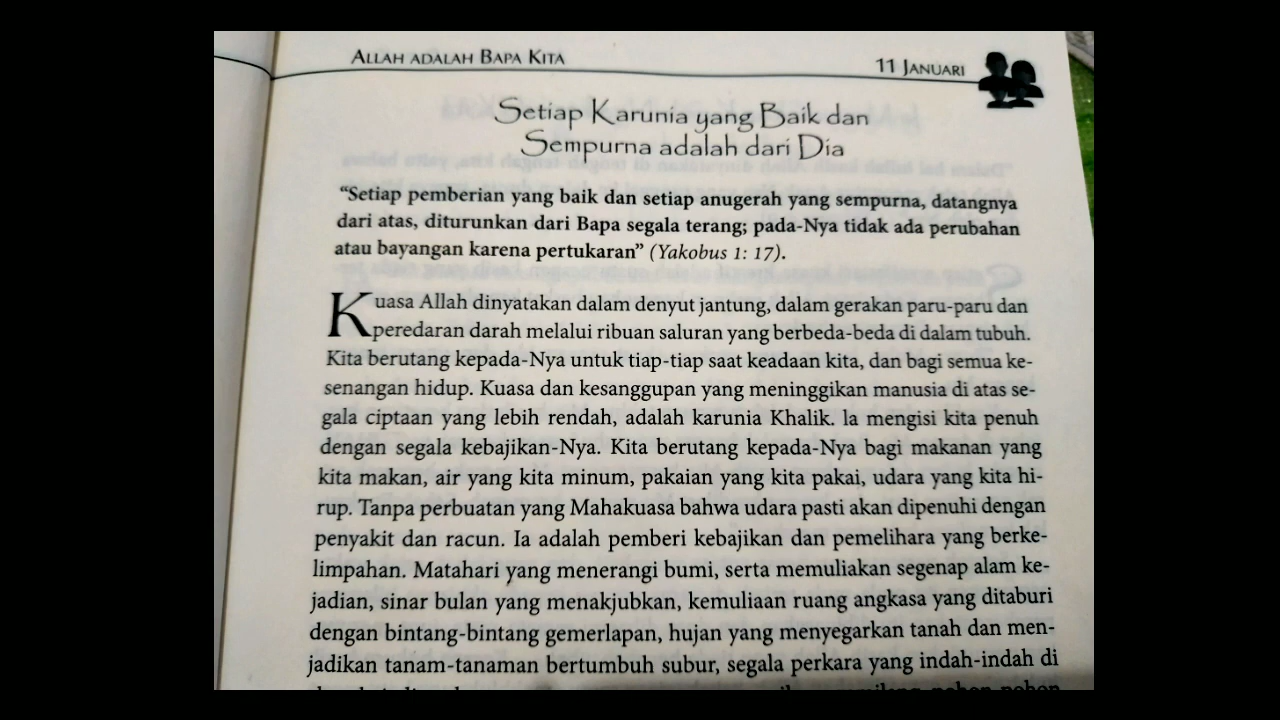 ALLAH ADALAH BAPA KITA
11 JANUARI
Setiap Karunia yang Baik dan
Sempurna adalah dari Dia
“Setiap pemberian yang baik dan setiap anugerah yang sempurna, datangnya
dari atas, diturunkan dari Bapa segala terang; pada-Nya tidak ada perubahan
atau bayangan karena pertukaran” (Yakobus 1: 17).
Kuasa Allah dinyatakan dalam denyut jantung, dalam gerakan paru-paru dan
peredaran darah melalui ribuan saluran yang berbeda-beda di dalam tubuh.
Kita berutang kepada-Nya untuk tiap-tiap saat keadaan kita, dan bagi semua ke-
senangan hidup. Kuasa dan kesanggupan yang meninggikan manusia di atas se-
gala ciptaan yang lebih rendah, adalah karunia Khalik. Ia mengisi kita penuh
dengan segala kebajikan-Nya. Kita berutang kepada-Nya bagi makanan yang
kita makan, air yang kita minum, pakaian yang kita pakai, udara yang kita hi-
rup. Tanpa perbuatan yang Mahakuasa bahwa udara pasti akan dipenuhi dengan
penyakit dan racun. Ia adalah pemberi kebajikan dan pemelihara yang berke-
limpahan. Matahari yang menerangi bumi, serta memuliakan segenap alam ke-
jadian, sinar bulan yang menakjubkan, kemuliaan ruang angkasa yang ditaburi
dengan bintang-bintang gemerlapan, hujan yang menyegarkan tanah dan men-
jadikan tanam-tanaman bertumbuh subur, segala perkara yang indah-indah di
pohon-pohon